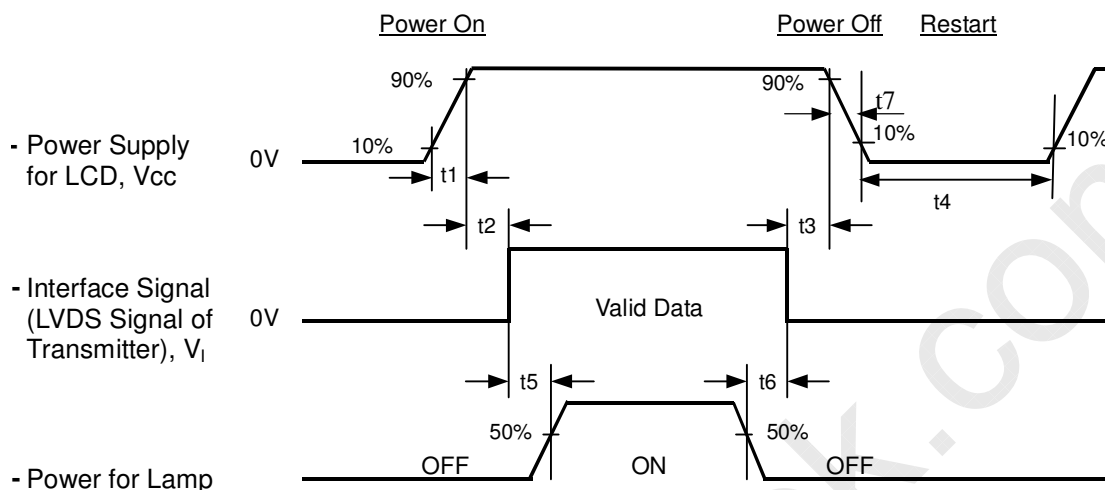 Power On
Power Off
Restart
90%
90%
t7
- Power Supply
for LCD, Vcc
0V
10%
10%
10%
t1
t4
t2
t3
- Interface Signal
(LVDS Signal of
Transmitter), VI
0V
Valid Data
t5
t6
50%
50%
- Power for Lamp
OFF
ON
OFF